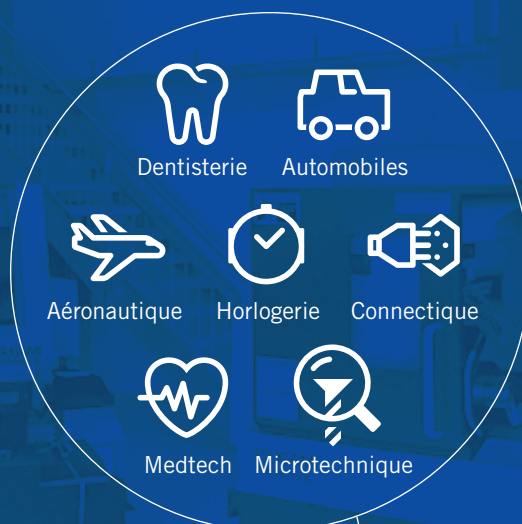 Dentisterie Automobiles
Aéronautique Horlogerie Connectique
Medtech Microtechnique